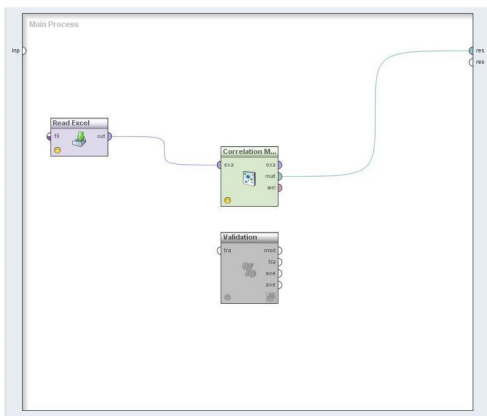 Main Process
inp
res
res
Read Excel
fil out
Correlation M...
exa exa
mat
wei
Validation
tra mod
tra
ave
ave